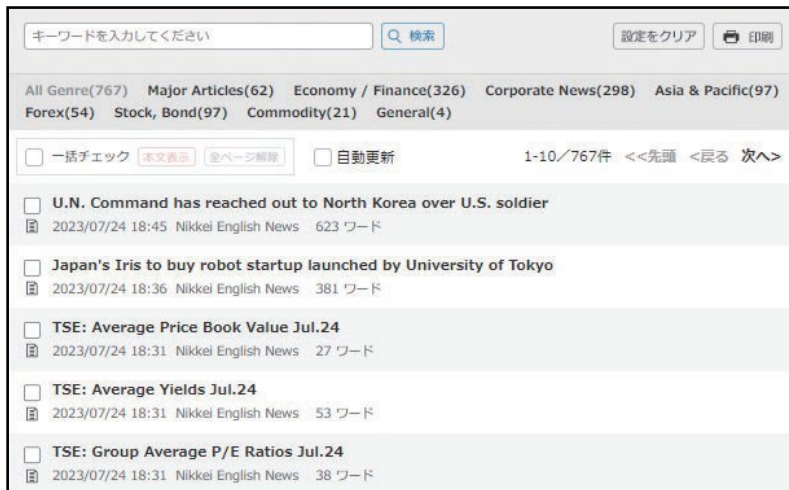 キーワードを入力してください 検索 設定をクリア 印刷
All Genre(767) Major Articles(62) Economy / Finance(326) Corporate News(298) Asia & Pacific(97)
Forex(54) Stock, Bond(97) Commodity(21) General(4)
一括チェック 本文表示 全ページ解除 自動更新 1-10／767件 <<先頭 <戻る 次へ>
U.N. Command has reached out to North Korea over U.S. soldier
2023/07/24 18:45 Nikkei English News 623 ワード
Japan's Iris to buy robot startup launched by University of Tokyo
2023/07/24 18:36 Nikkei English News 381 ワード
TSE: Average Price Book Value Jul.24
2023/07/24 18:31 Nikkei English News 27 ワード
TSE: Average Yields Jul.24
2023/07/24 18:31 Nikkei English News 53 ワード
TSE: Group Average P/E Ratios Jul.24
2023/07/24 18:31 Nikkei English News 38 ワード